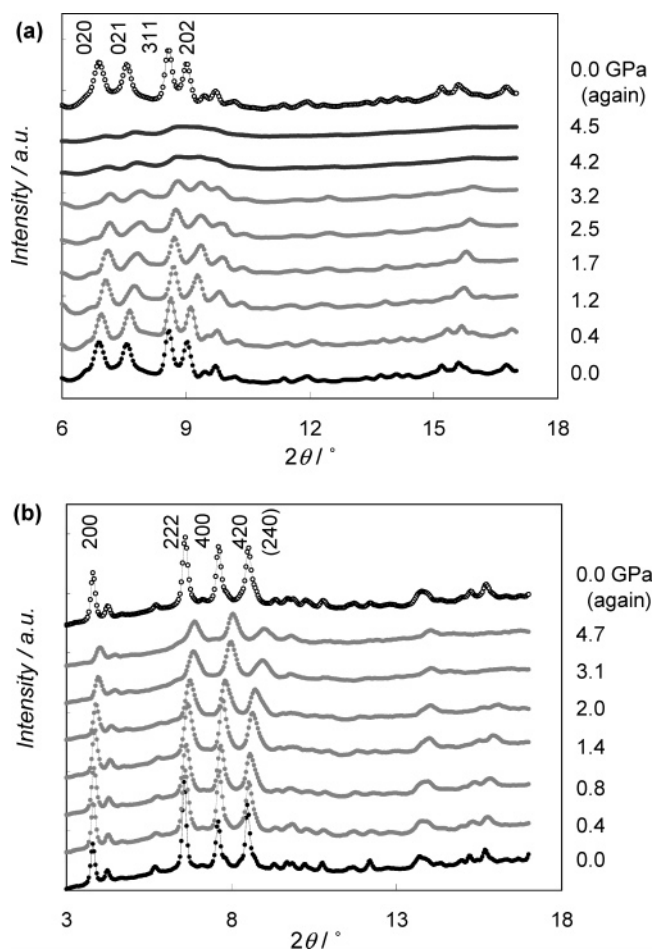 (a)
020 021 311 202
0.0 GPa
(again)
4.5
4.2
3.2
2.5
1.7
1.2
0.4
0.0
Intensity / a.u.
6 9 12 15 18
2θ / °
(b)
200 222 400 420 (240)
0.0 GPa
(again)
4.7
3.1
2.0
1.4
0.8
0.4
0.0
Intensity / a.u.
3 8 13 18
2θ / °